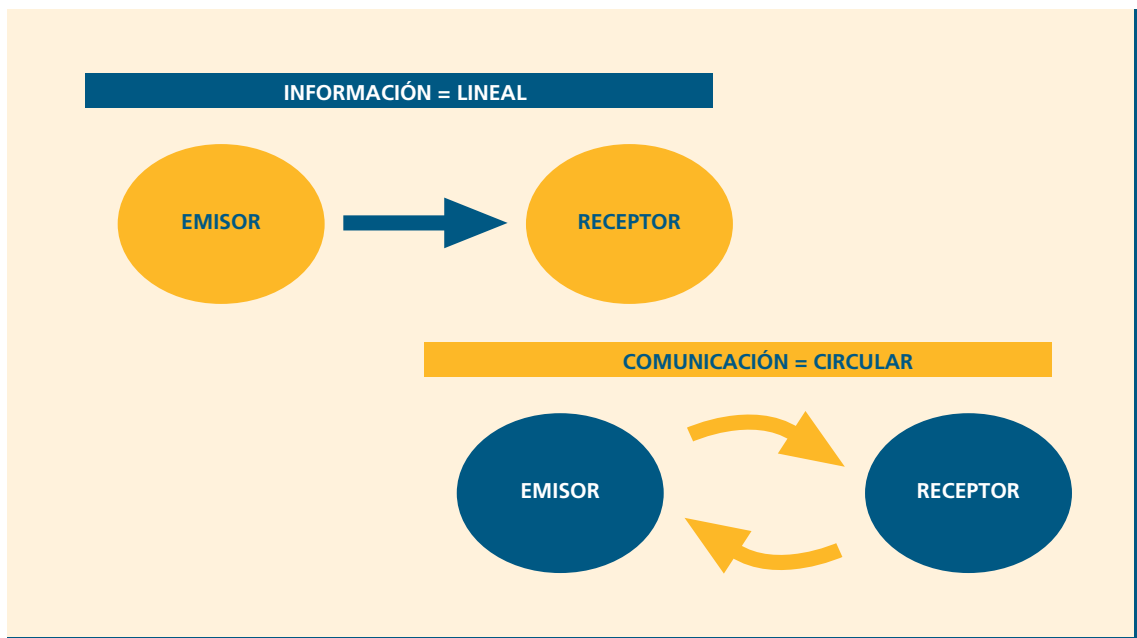 INFORMACIÓN = LINEAL
EMISOR
RECEPTOR
COMUNICACIÓN = CIRCULAR
EMISOR
RECEPTOR